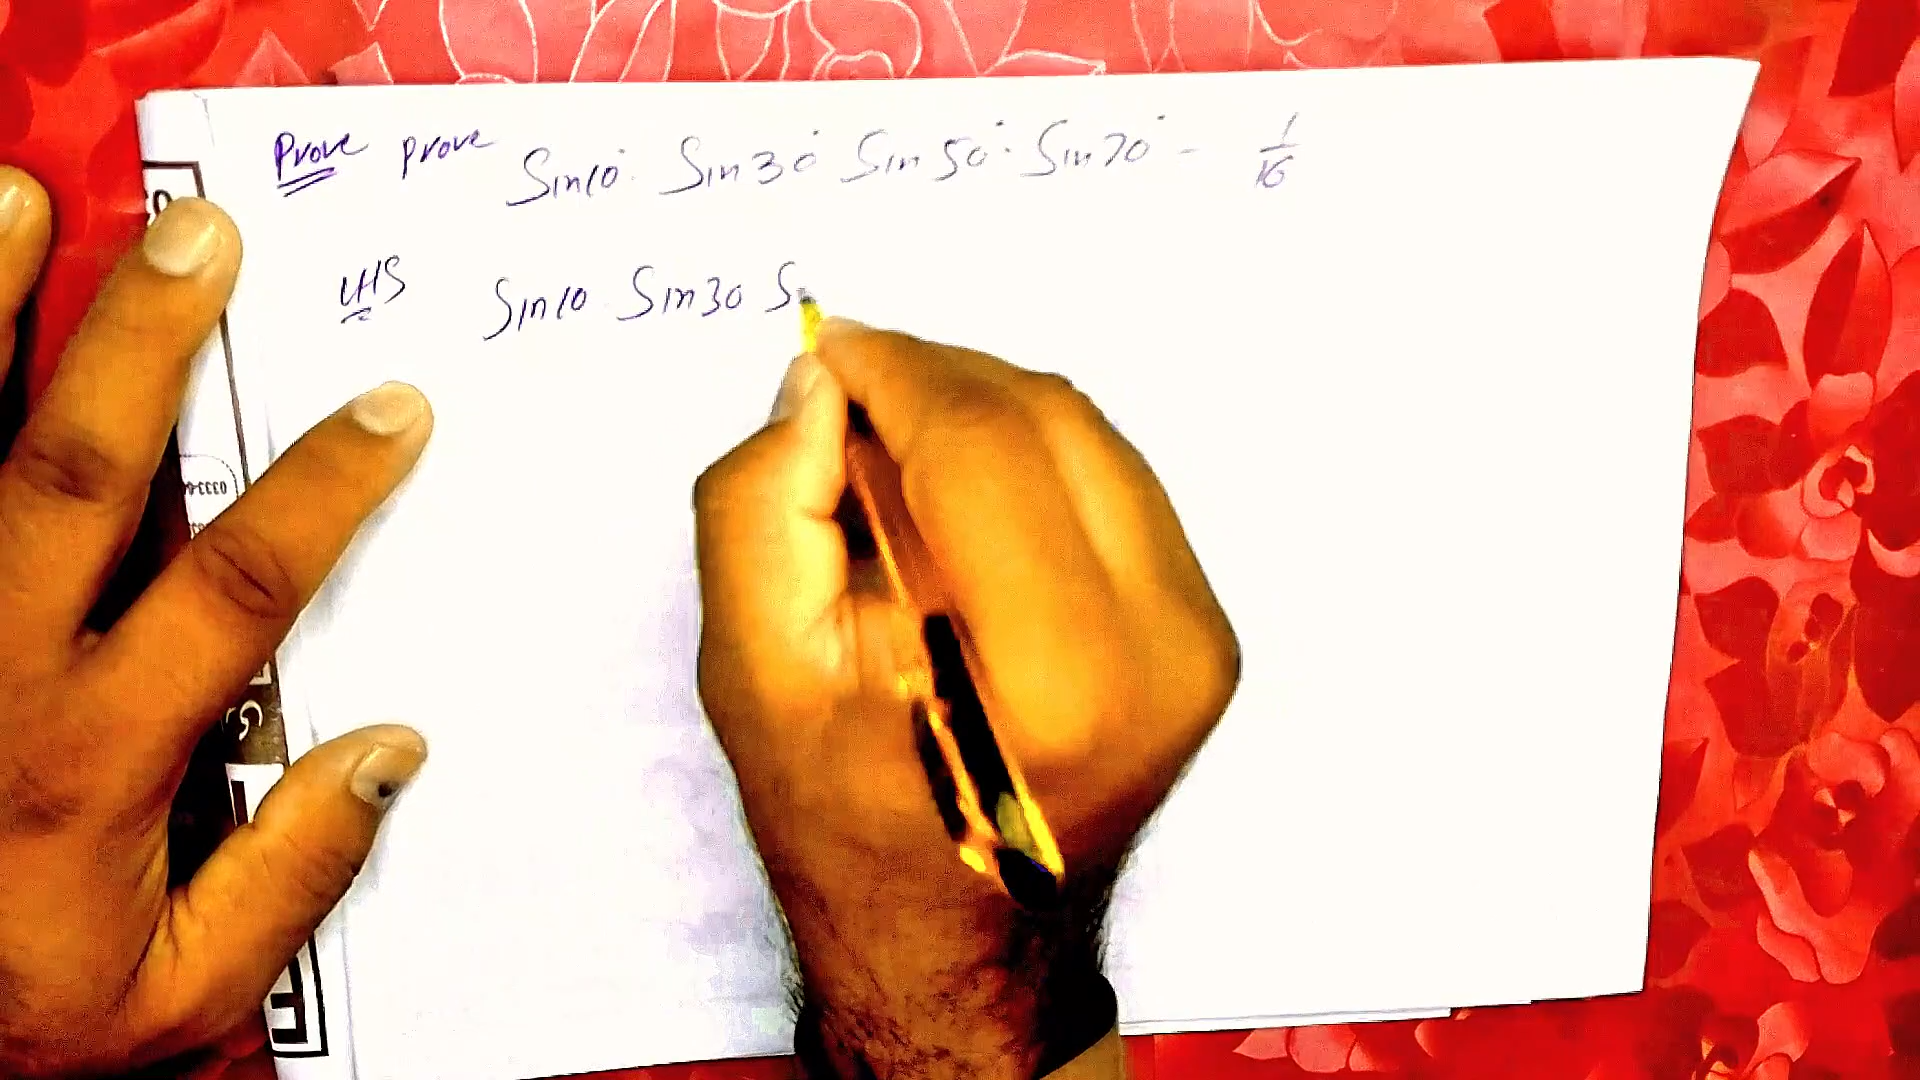 Prove prove Sin10°. Sin30° Sin50°. Sin70° = 1/16
LHS Sin10 . Sin30 S